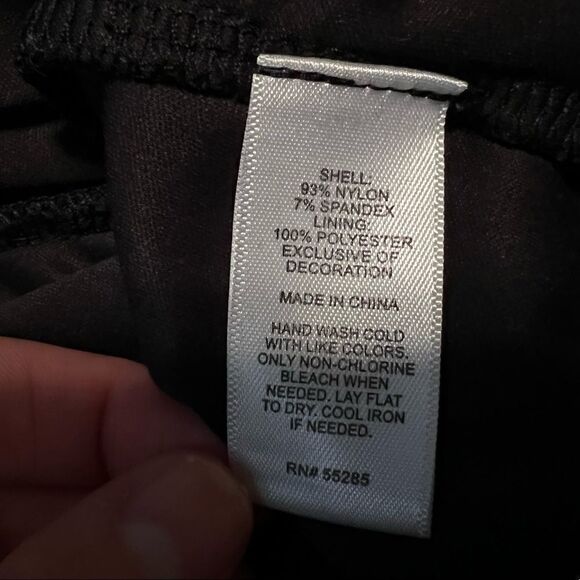 SHELL:
93% NYLON
7% SPANDEX
LINING:
100% POLYESTER
EXCLUSIVE OF
DECORATION
MADE IN CHINA
HAND WASH COLD
WITH LIKE COLORS.
ONLY NON-CHLORINE
BLEACH WHEN
NEEDED. LAY FLAT
TO DRY. COOL IRON
IF NEEDED.
RN# 55285